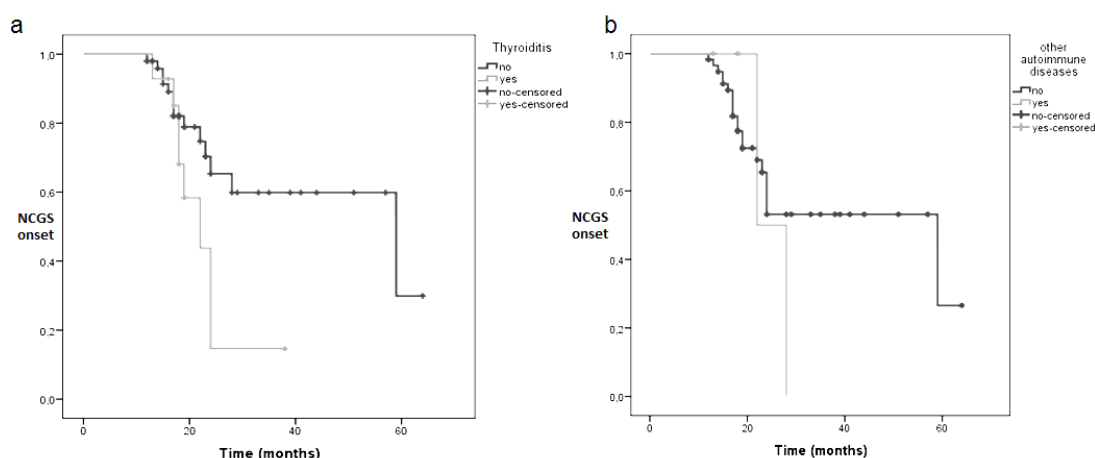 a
Thyroiditis
no
yes
no-censored
yes-censored
1,0
0,8
0,6
NCGS
onset
0,4
0,2
0,0
0
20
40
60
Time (months)
b
other
autoimmune
diseases
no
yes
no-censored
yes-censored
1,0
0,8
0,6
NCGS
onset
0,4
0,2
0,0
0
20
40
60
Time (months)